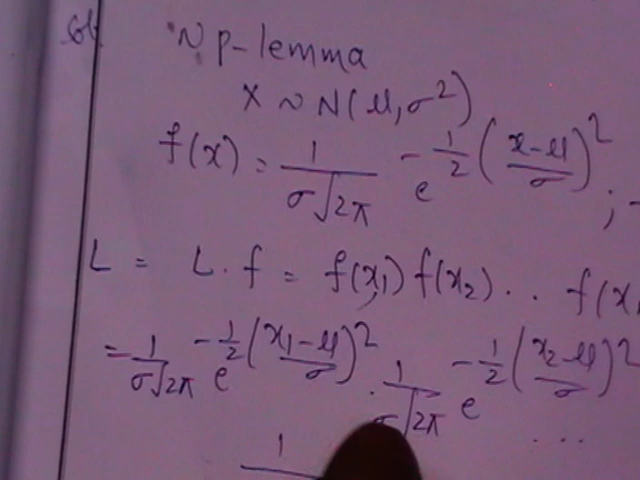 Sol
N P-lemma
X ~ N(μ, σ²)
f(x) = 1/(σ√2π) e^(-1/2 ((x-μ)/σ)²) ; -
L = L.f = f(x₁) f(x₂) . . f(x
= 1/(σ√2π) e^(-1/2 ((x₁-μ)/σ)²) . 1/(σ√2π) e^(-1/2 ((x₂-μ)/σ)²)
...
1